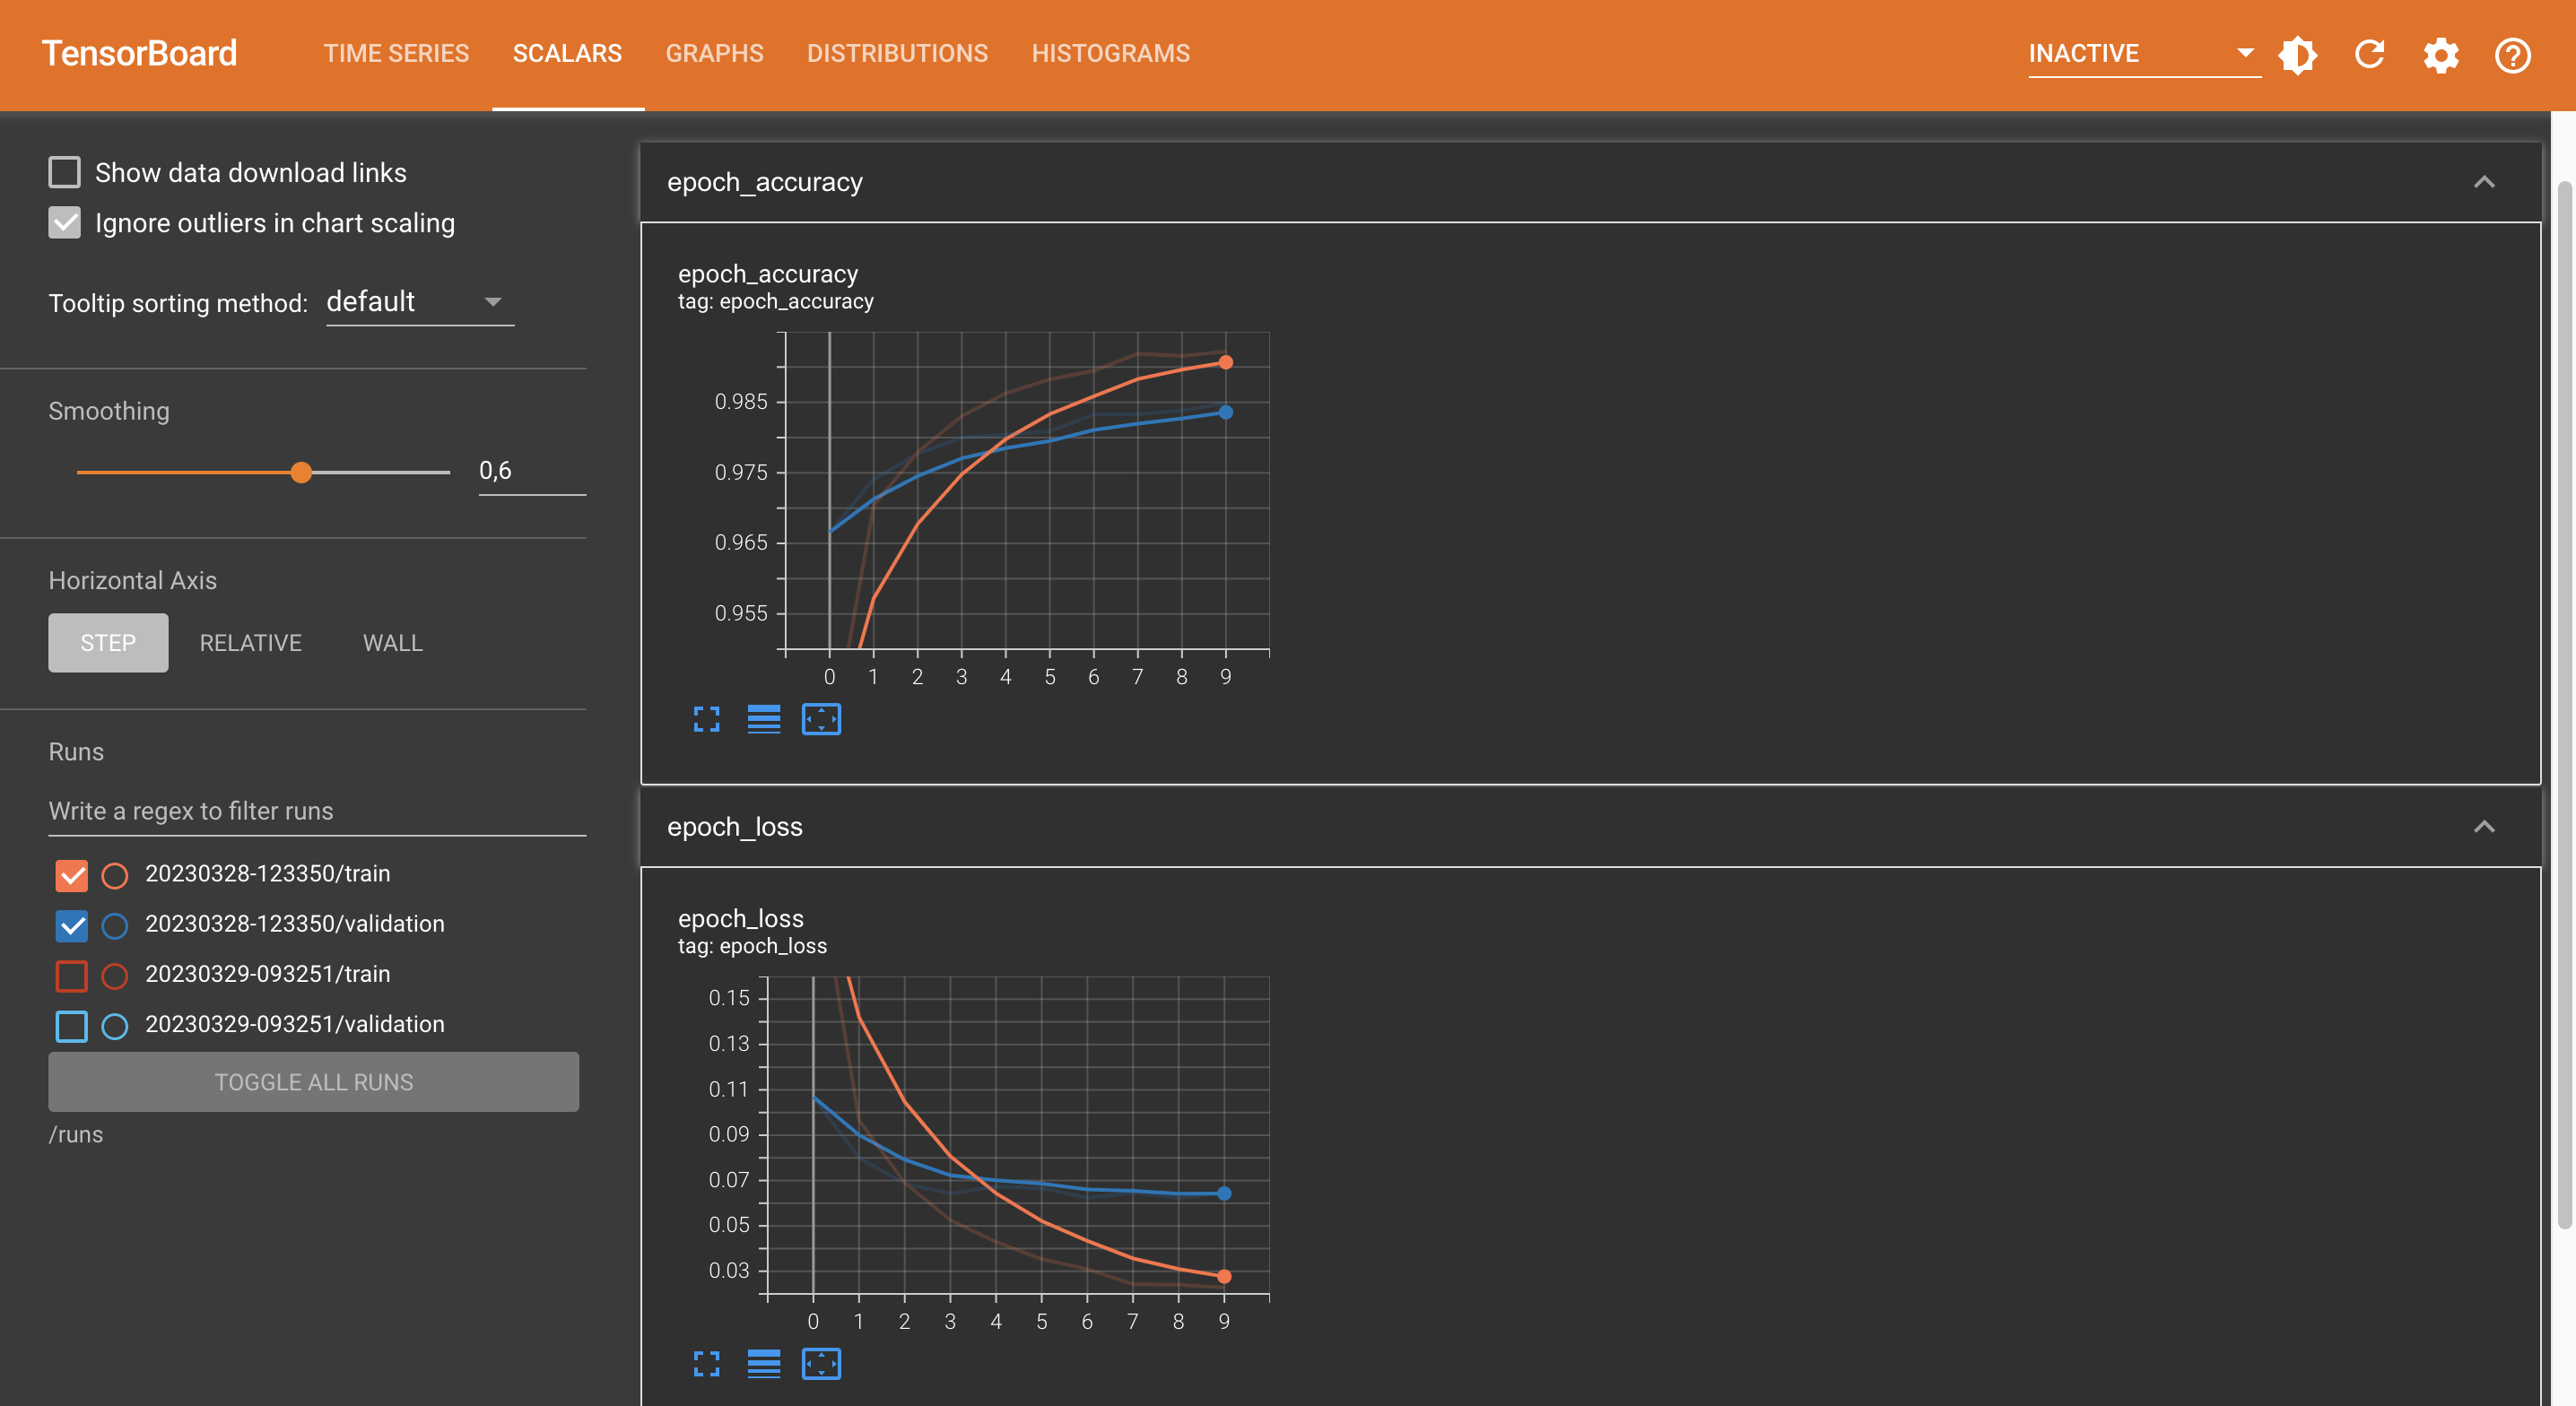 TensorBoard
TIME SERIES
SCALARS
GRAPHS
DISTRIBUTIONS
HISTOGRAMS
INACTIVE
Show data download links
Ignore outliers in chart scaling
Tooltip sorting method: default
Smoothing
0,6
Horizontal Axis
STEP
RELATIVE
WALL
Runs
Write a regex to filter runs
20230328-123350/train
20230328-123350/validation
20230329-093251/train
20230329-093251/validation
TOGGLE ALL RUNS
/runs
epoch_accuracy
epoch_accuracy
tag: epoch_accuracy
0.985
0.975
0.965
0.955
0 1 2 3 4 5 6 7 8 9
epoch_loss
epoch_loss
tag: epoch_loss
0.15
0.13
0.11
0.09
0.07
0.05
0.03
0 1 2 3 4 5 6 7 8 9